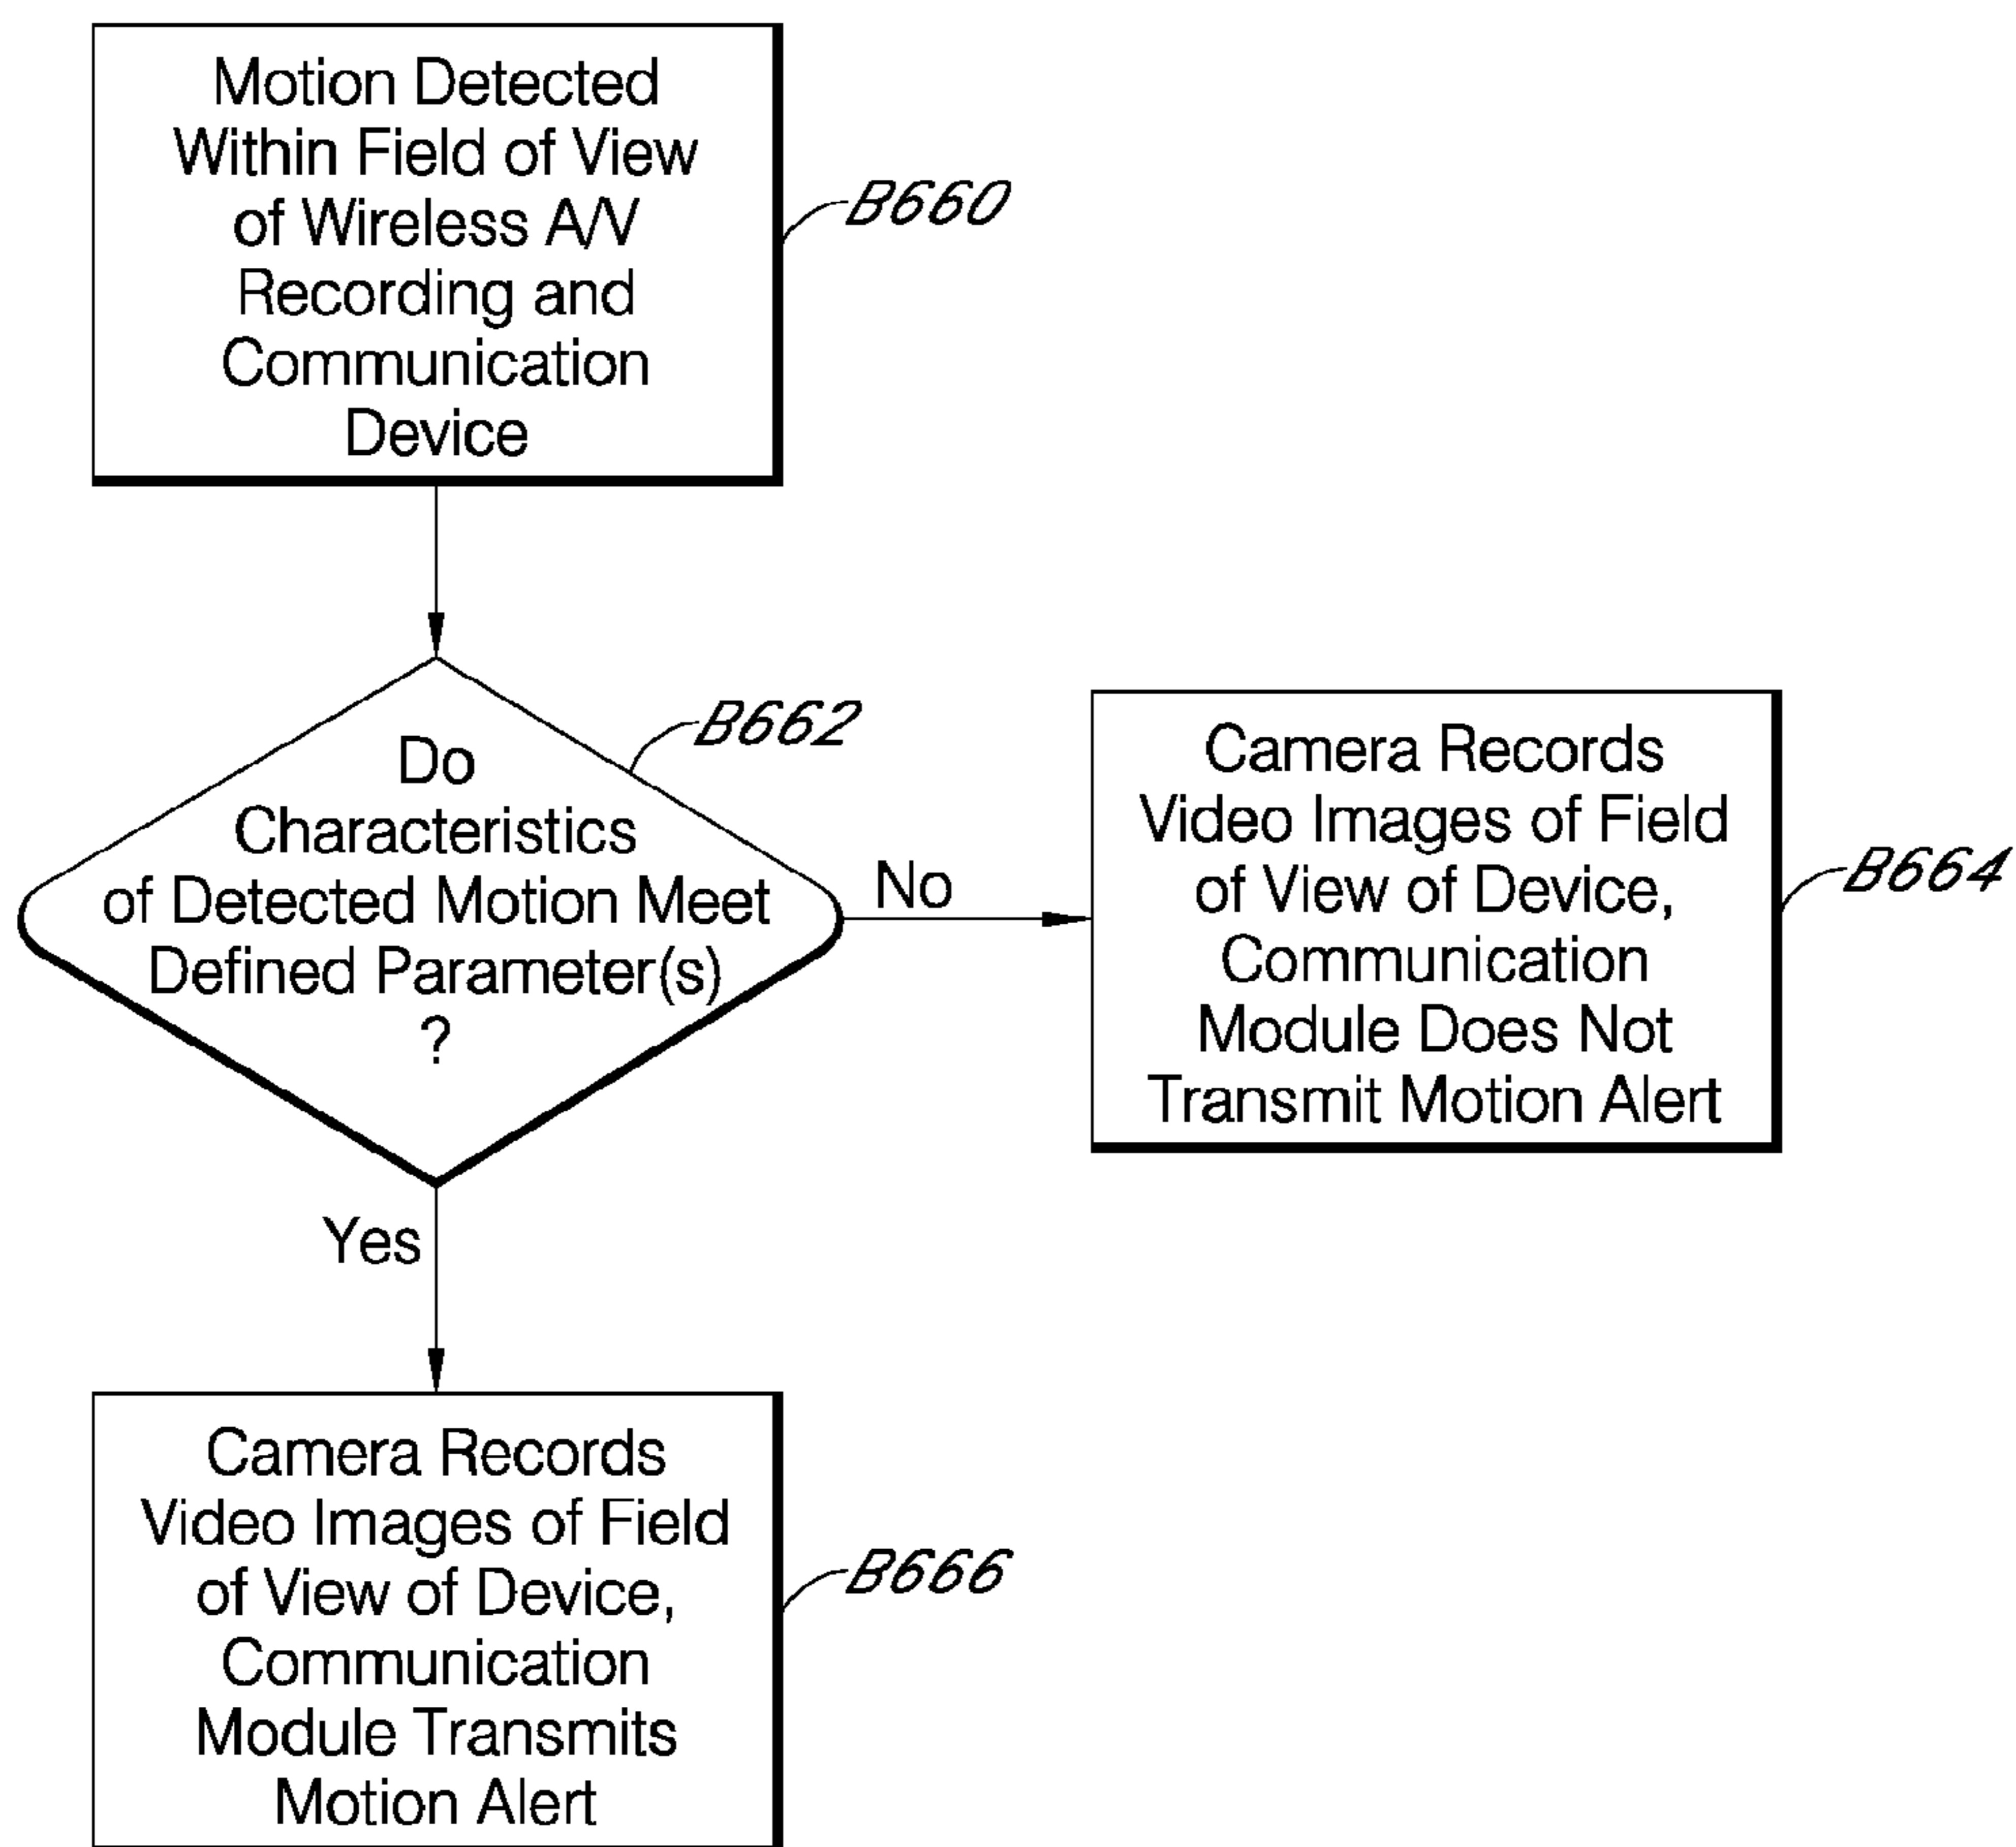 Motion Detected
Within Field of View
of Wireless A/V
Recording and
Communication
Device
B660
Do
Characteristics
of Detected Motion Meet
Defined Parameter(s)
?
B662
No
Camera Records
Video Images of Field
of View of Device,
Communication
Module Does Not
Transmit Motion Alert
B664
Yes
Camera Records
Video Images of Field
of View of Device,
Communication
Module Transmits
Motion Alert
B666